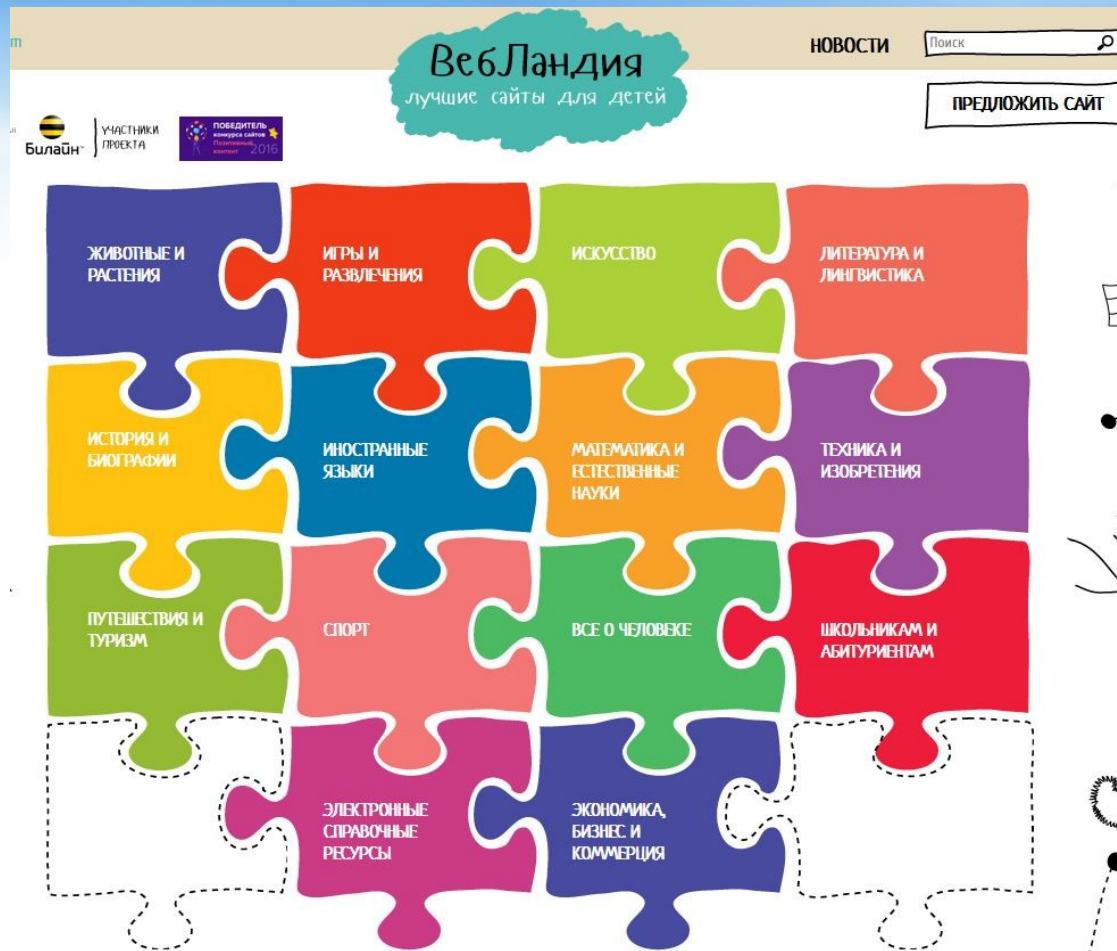 m
ВебЛандия
лучшие сайты для детей
НОВОСТИ
Поиск
ПРЕДЛОЖИТЬ САЙТ
Билайн
УЧАСТНИКИ
ПРОЕКТА
ПОБЕДИТЕЛЬ
конкурса сайтов
Позитивный
контент 2016
ЖИВОТНЫЕ И
РАСТЕНИЯ
ИГРЫ И
РАЗВЛЕЧЕНИЯ
ИСКУССТВО
ЛИТЕРАТУРА И
ЛИНГВИСТИКА
ИСТОРИЯ И
БИОГРАФИИ
ИНОСТРАННЫЕ
ЯЗЫКИ
МАТЕМАТИКА И
ЕСТЕСТВЕННЫЕ
НАУКИ
ТЕХНИКА И
ИЗОБРЕТЕНИЯ
ПУТЕШЕСТВИЯ И
ТУРИЗМ
СПОРТ
ВСЕ О ЧЕЛОВЕКЕ
ШКОЛЬНИКАМ И
АБИТУРИЕНТАМ
ЭЛЕКТРОННЫЕ
СПРАВОЧНЫЕ
РЕСУРСЫ
ЭКОНОМИКА,
БИЗНЕС И
КОММЕРЦИЯ